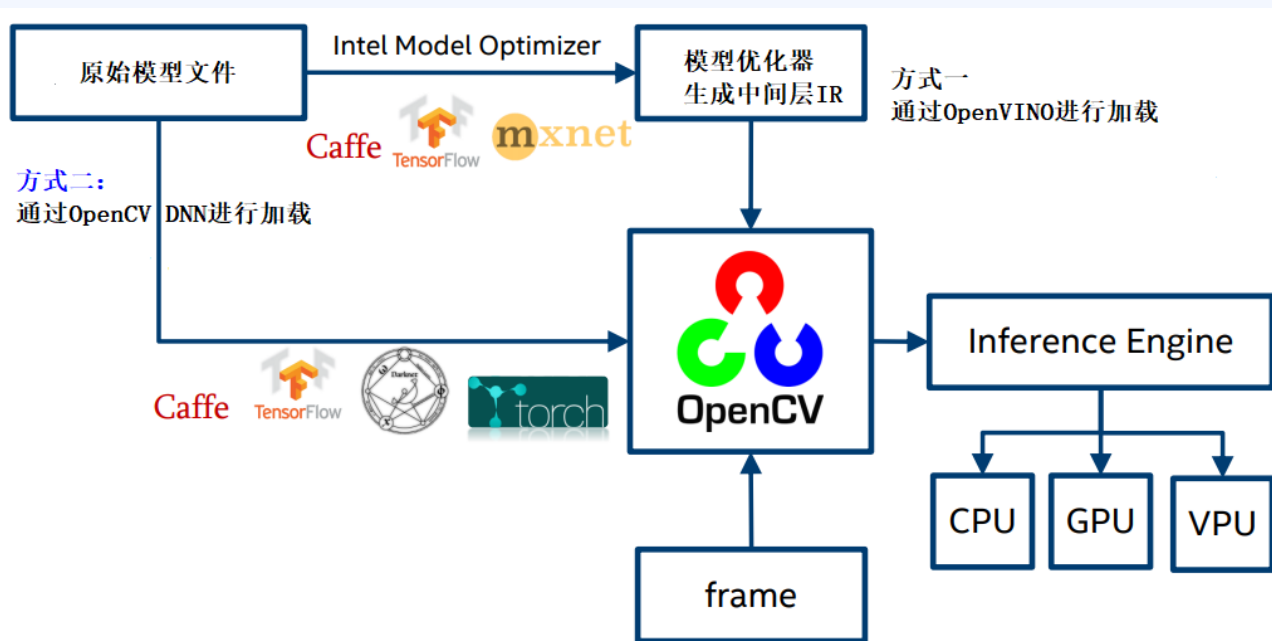 原始模型文件
Intel Model Optimizer
模型优化器
生成中间层IR
方式一
通过OpenVINO进行加载
Caffe
TensorFlow
mxnet
方式二：
通过OpenCV DNN进行加载
Caffe
TensorFlow
Darknet
torch
OpenCV
Inference Engine
CPU
GPU
VPU
frame